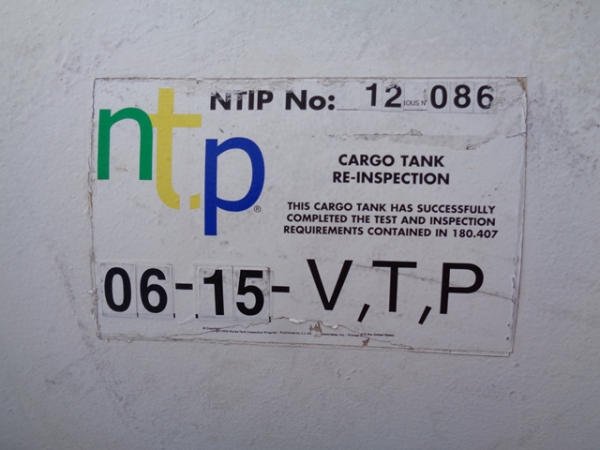 NTIP No: 12 086
ntp®
CARGO TANK
RE-INSPECTION
THIS CARGO TANK HAS SUCCESSFULLY
COMPLETED THE TEST AND INSPECTION
REQUIREMENTS CONTAINED IN 180.407
06-15-V,T,P